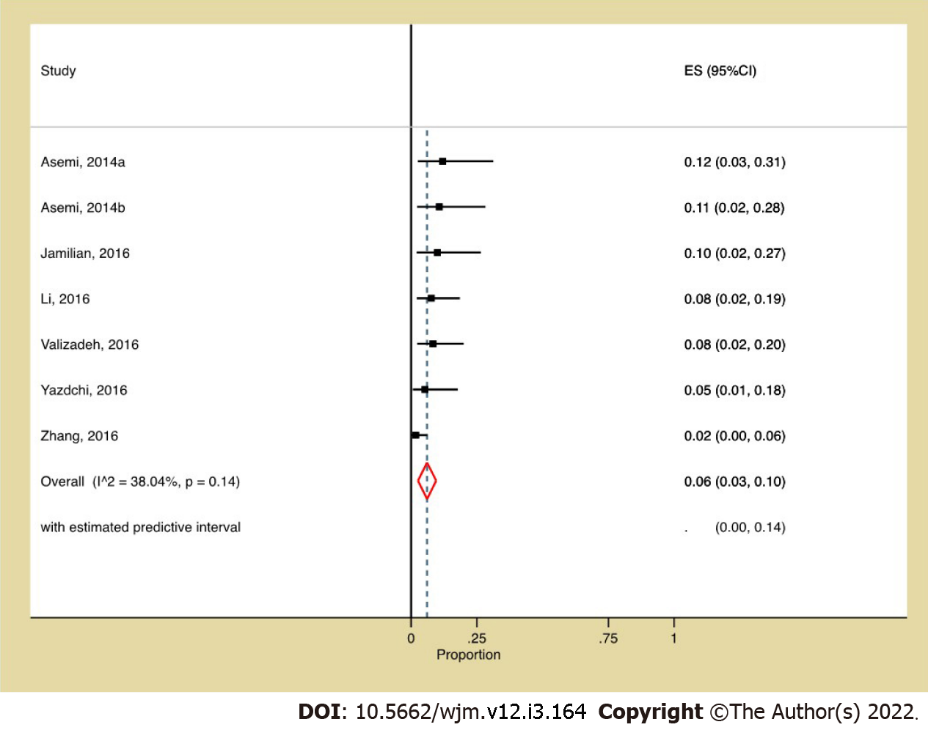 Study ES (95%CI)
Asemi, 2014a 0.12 (0.03, 0.31)
Asemi, 2014b 0.11 (0.02, 0.28)
Jamilian, 2016 0.10 (0.02, 0.27)
Li, 2016 0.08 (0.02, 0.19)
Valizadeh, 2016 0.08 (0.02, 0.20)
Yazdchi, 2016 0.05 (0.01, 0.18)
Zhang, 2016 0.02 (0.00, 0.06)
Overall (I^2 = 38.04%, p = 0.14) 0.06 (0.03, 0.10)
with estimated predictive interval . (0.00, 0.14)
0 .25 .75 1
Proportion
DOI: 10.5662/wjm.v12.i3.164 Copyright ©The Author(s) 2022.